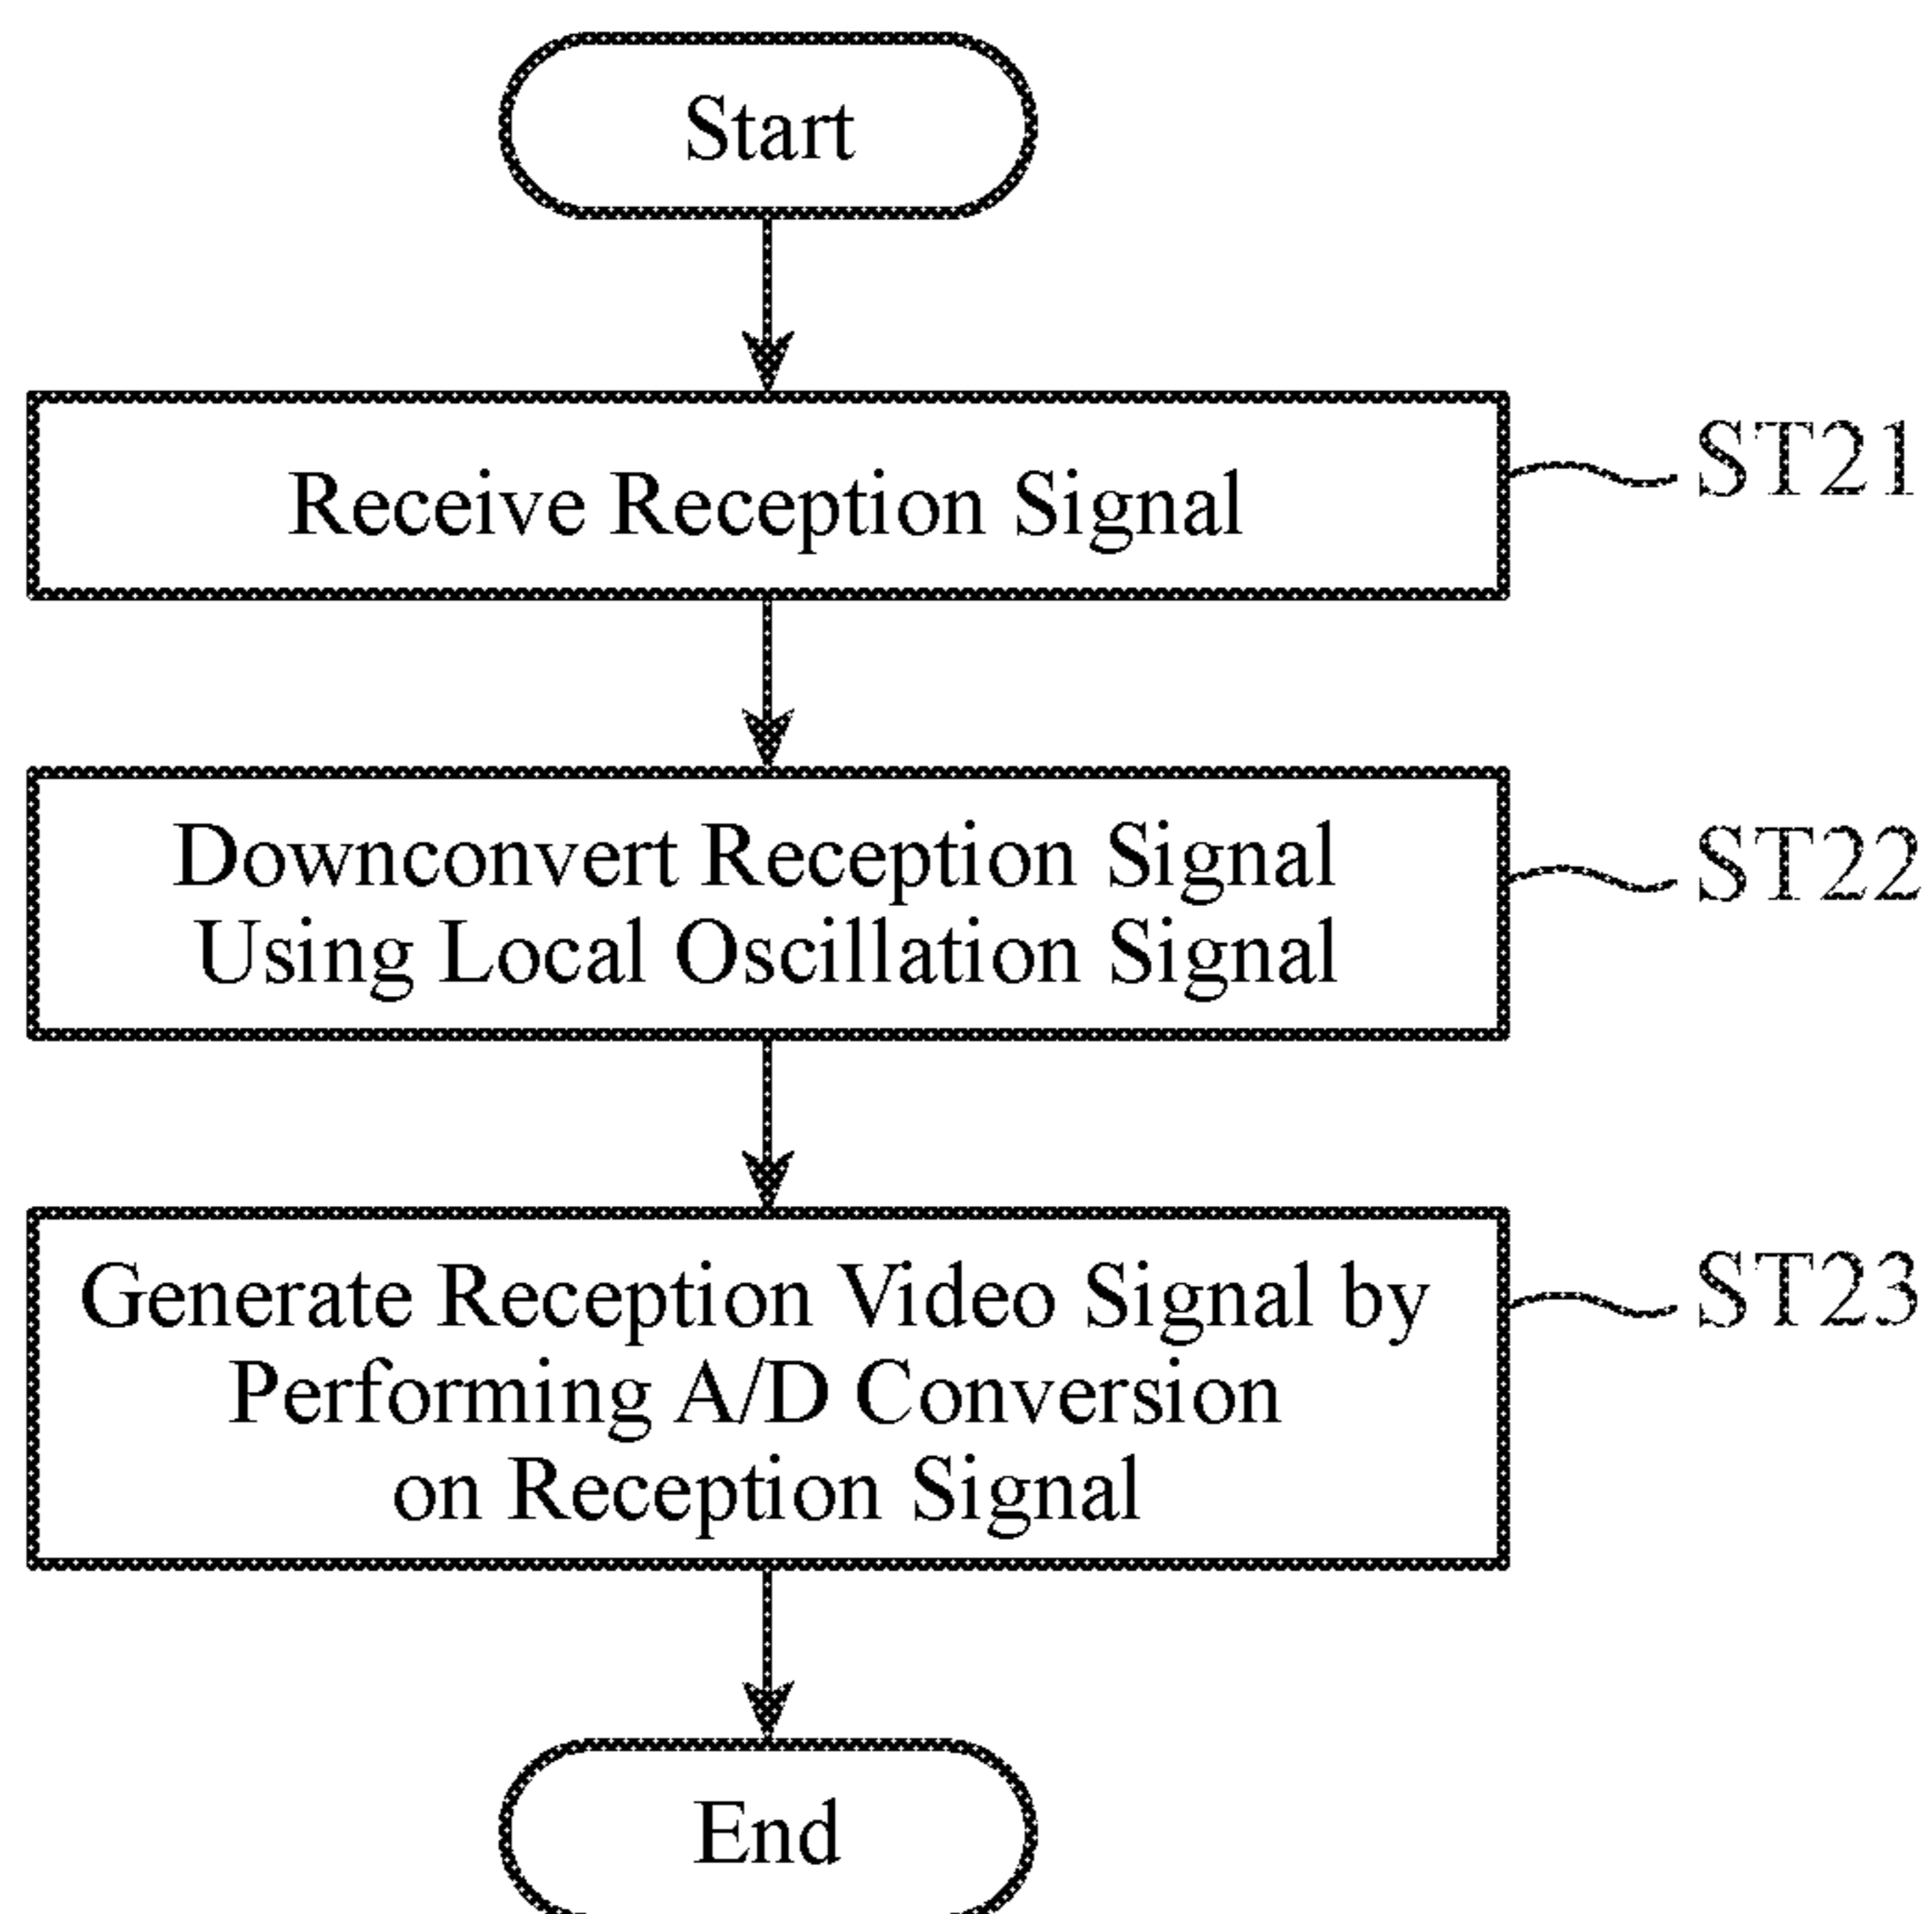 Start
Receive Reception Signal
ST21
Downconvert Reception Signal
Using Local Oscillation Signal
ST22
Generate Reception Video Signal by
Performing A/D Conversion
on Reception Signal
ST23
End